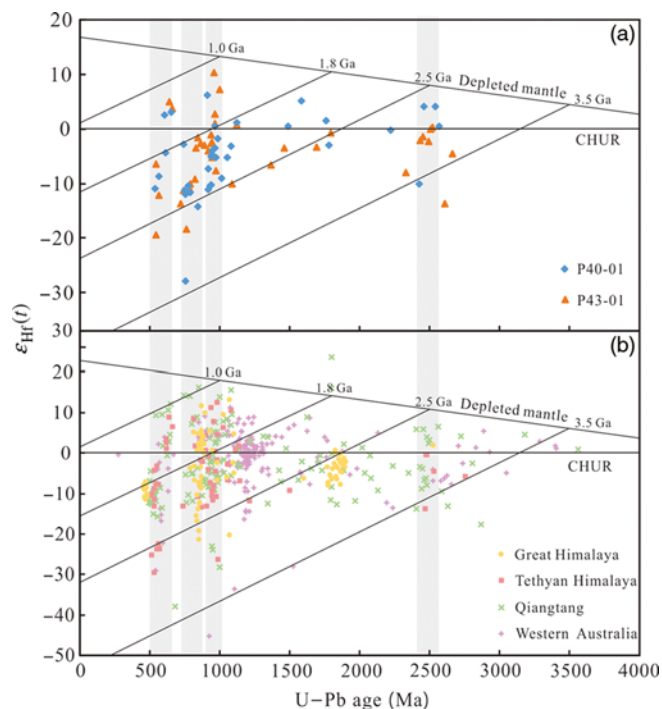 20
(a)
1.0 Ga
1.8 Ga
10
2.5 Ga
Depleted mantle
3.5 Ga
0
CHUR
-10
-20
P40-01
-30
P43-01
εHf(t)
30
(b)
20
1.0 Ga
1.8 Ga
2.5 Ga
Depleted mantle
10
3.5 Ga
0
CHUR
-10
-20
Great Himalaya
-30
Tethyan Himalaya
Qiangtang
-40
Western Australia
-50
0 500 1000 1500 2000 2500 3000 3500 4000
U-Pb age (Ma)